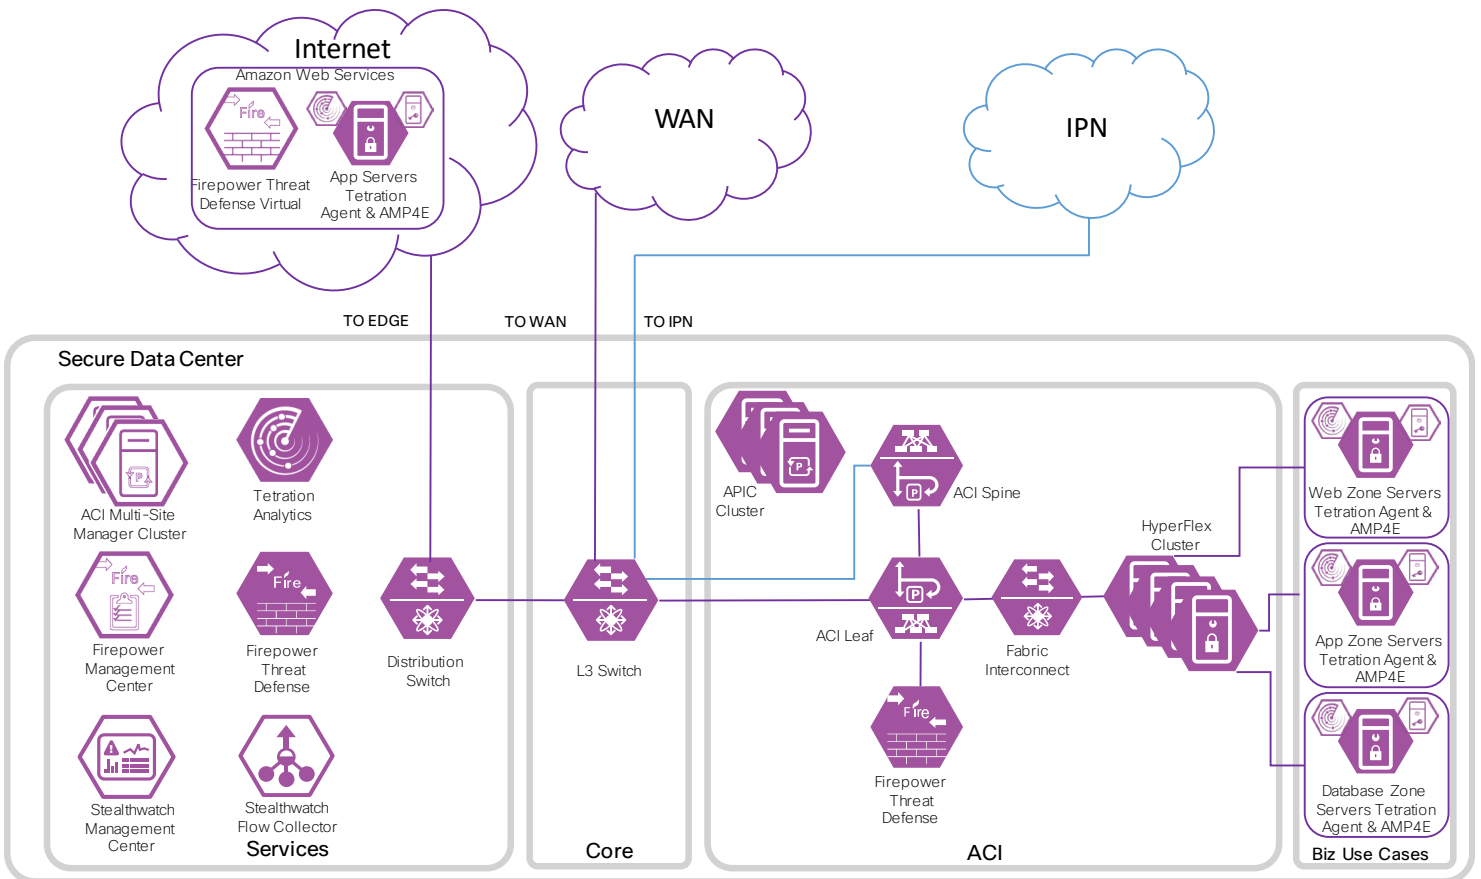 Internet
Amazon Web Services
Fire
Firepower Threat
Defense Virtual
App Servers
Tetration
Agent & AMP4E
WAN
IPN
TO EDGE
TO WAN
TO IPN
Secure Data Center
P
ACI Multi-Site
Manager Cluster
Tetration
Analytics
Fire
Firepower
Management
Center
Fire
Firepower
Threat
Defense
Distribution
Switch
Stealthwatch
Management
Center
Stealthwatch
Flow Collector
Services
L3 Switch
Core
P
APIC
Cluster
P
ACI Spine
P
ACI Leaf
Fabric
Interconnect
HyperFlex
Cluster
Fire
Firepower
Threat
Defense
ACI
Web Zone Servers
Tetration Agent &
AMP4E
App Zone Servers
Tetration Agent &
AMP4E
Database Zone
Servers Tetration
Agent & AMP4E
Biz Use Cases